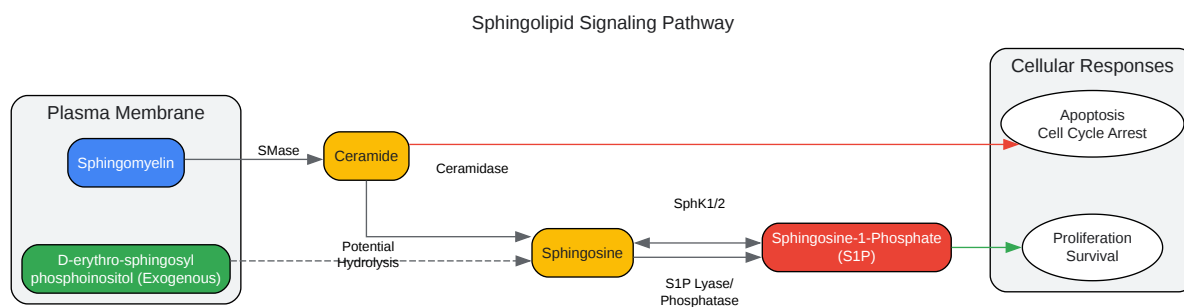 Sphingolipid Signaling Pathway
Plasma Membrane
Cellular Responses
Sphingomyelin
SMase
Ceramide
Ceramidase
Apoptosis
Cell Cycle Arrest
D-erythro-sphingosyl
phosphoinositol (Exogenous)
Potential
Hydrolysis
Sphingosine
SphK1/2
S1P Lyase/
Phosphatase
Sphingosine-1-Phosphate
(S1P)
Proliferation
Survival